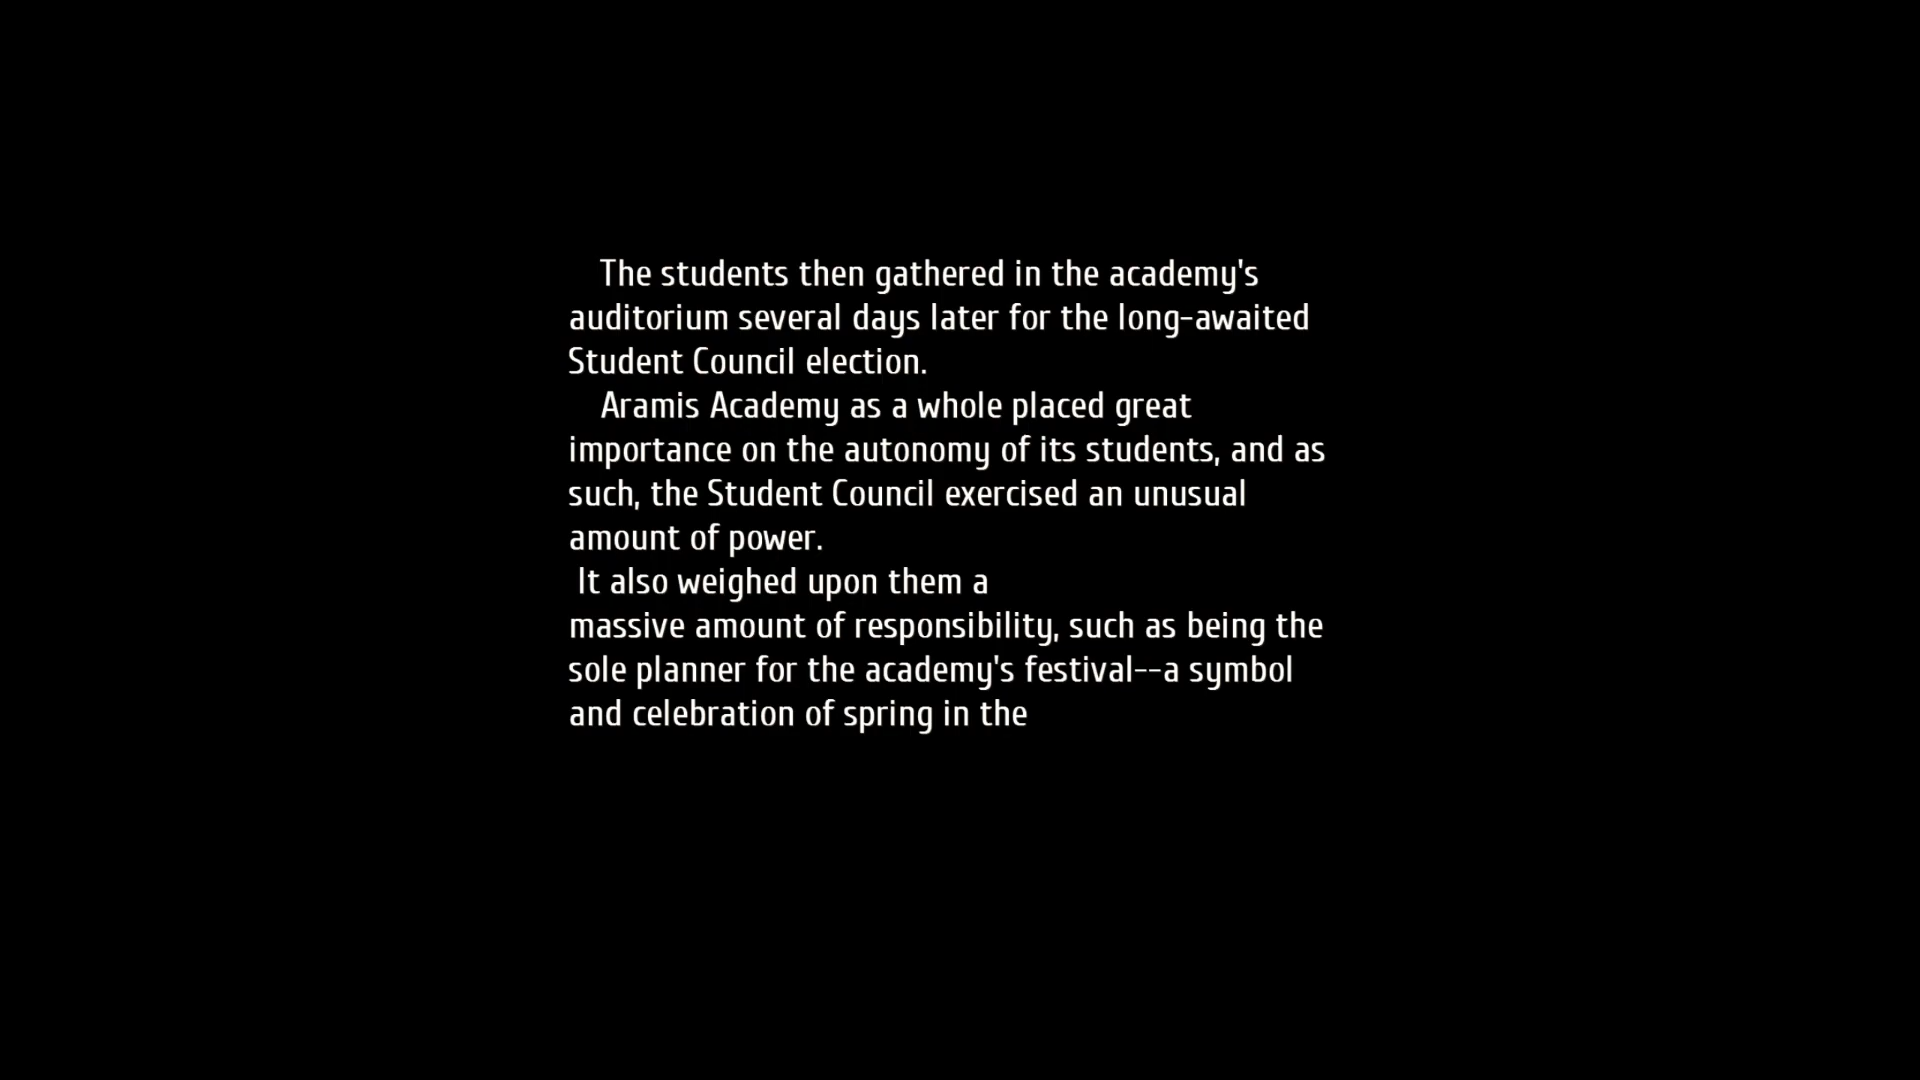 The students then gathered in the academy's
auditorium several days later for the long-awaited
Student Council election.
Aramis Academy as a whole placed great
importance on the autonomy of its students, and as
such, the Student Council exercised an unusual
amount of power.
It also weighed upon them a
massive amount of responsibility, such as being the
sole planner for the academy's festival--a symbol
and celebration of spring in the